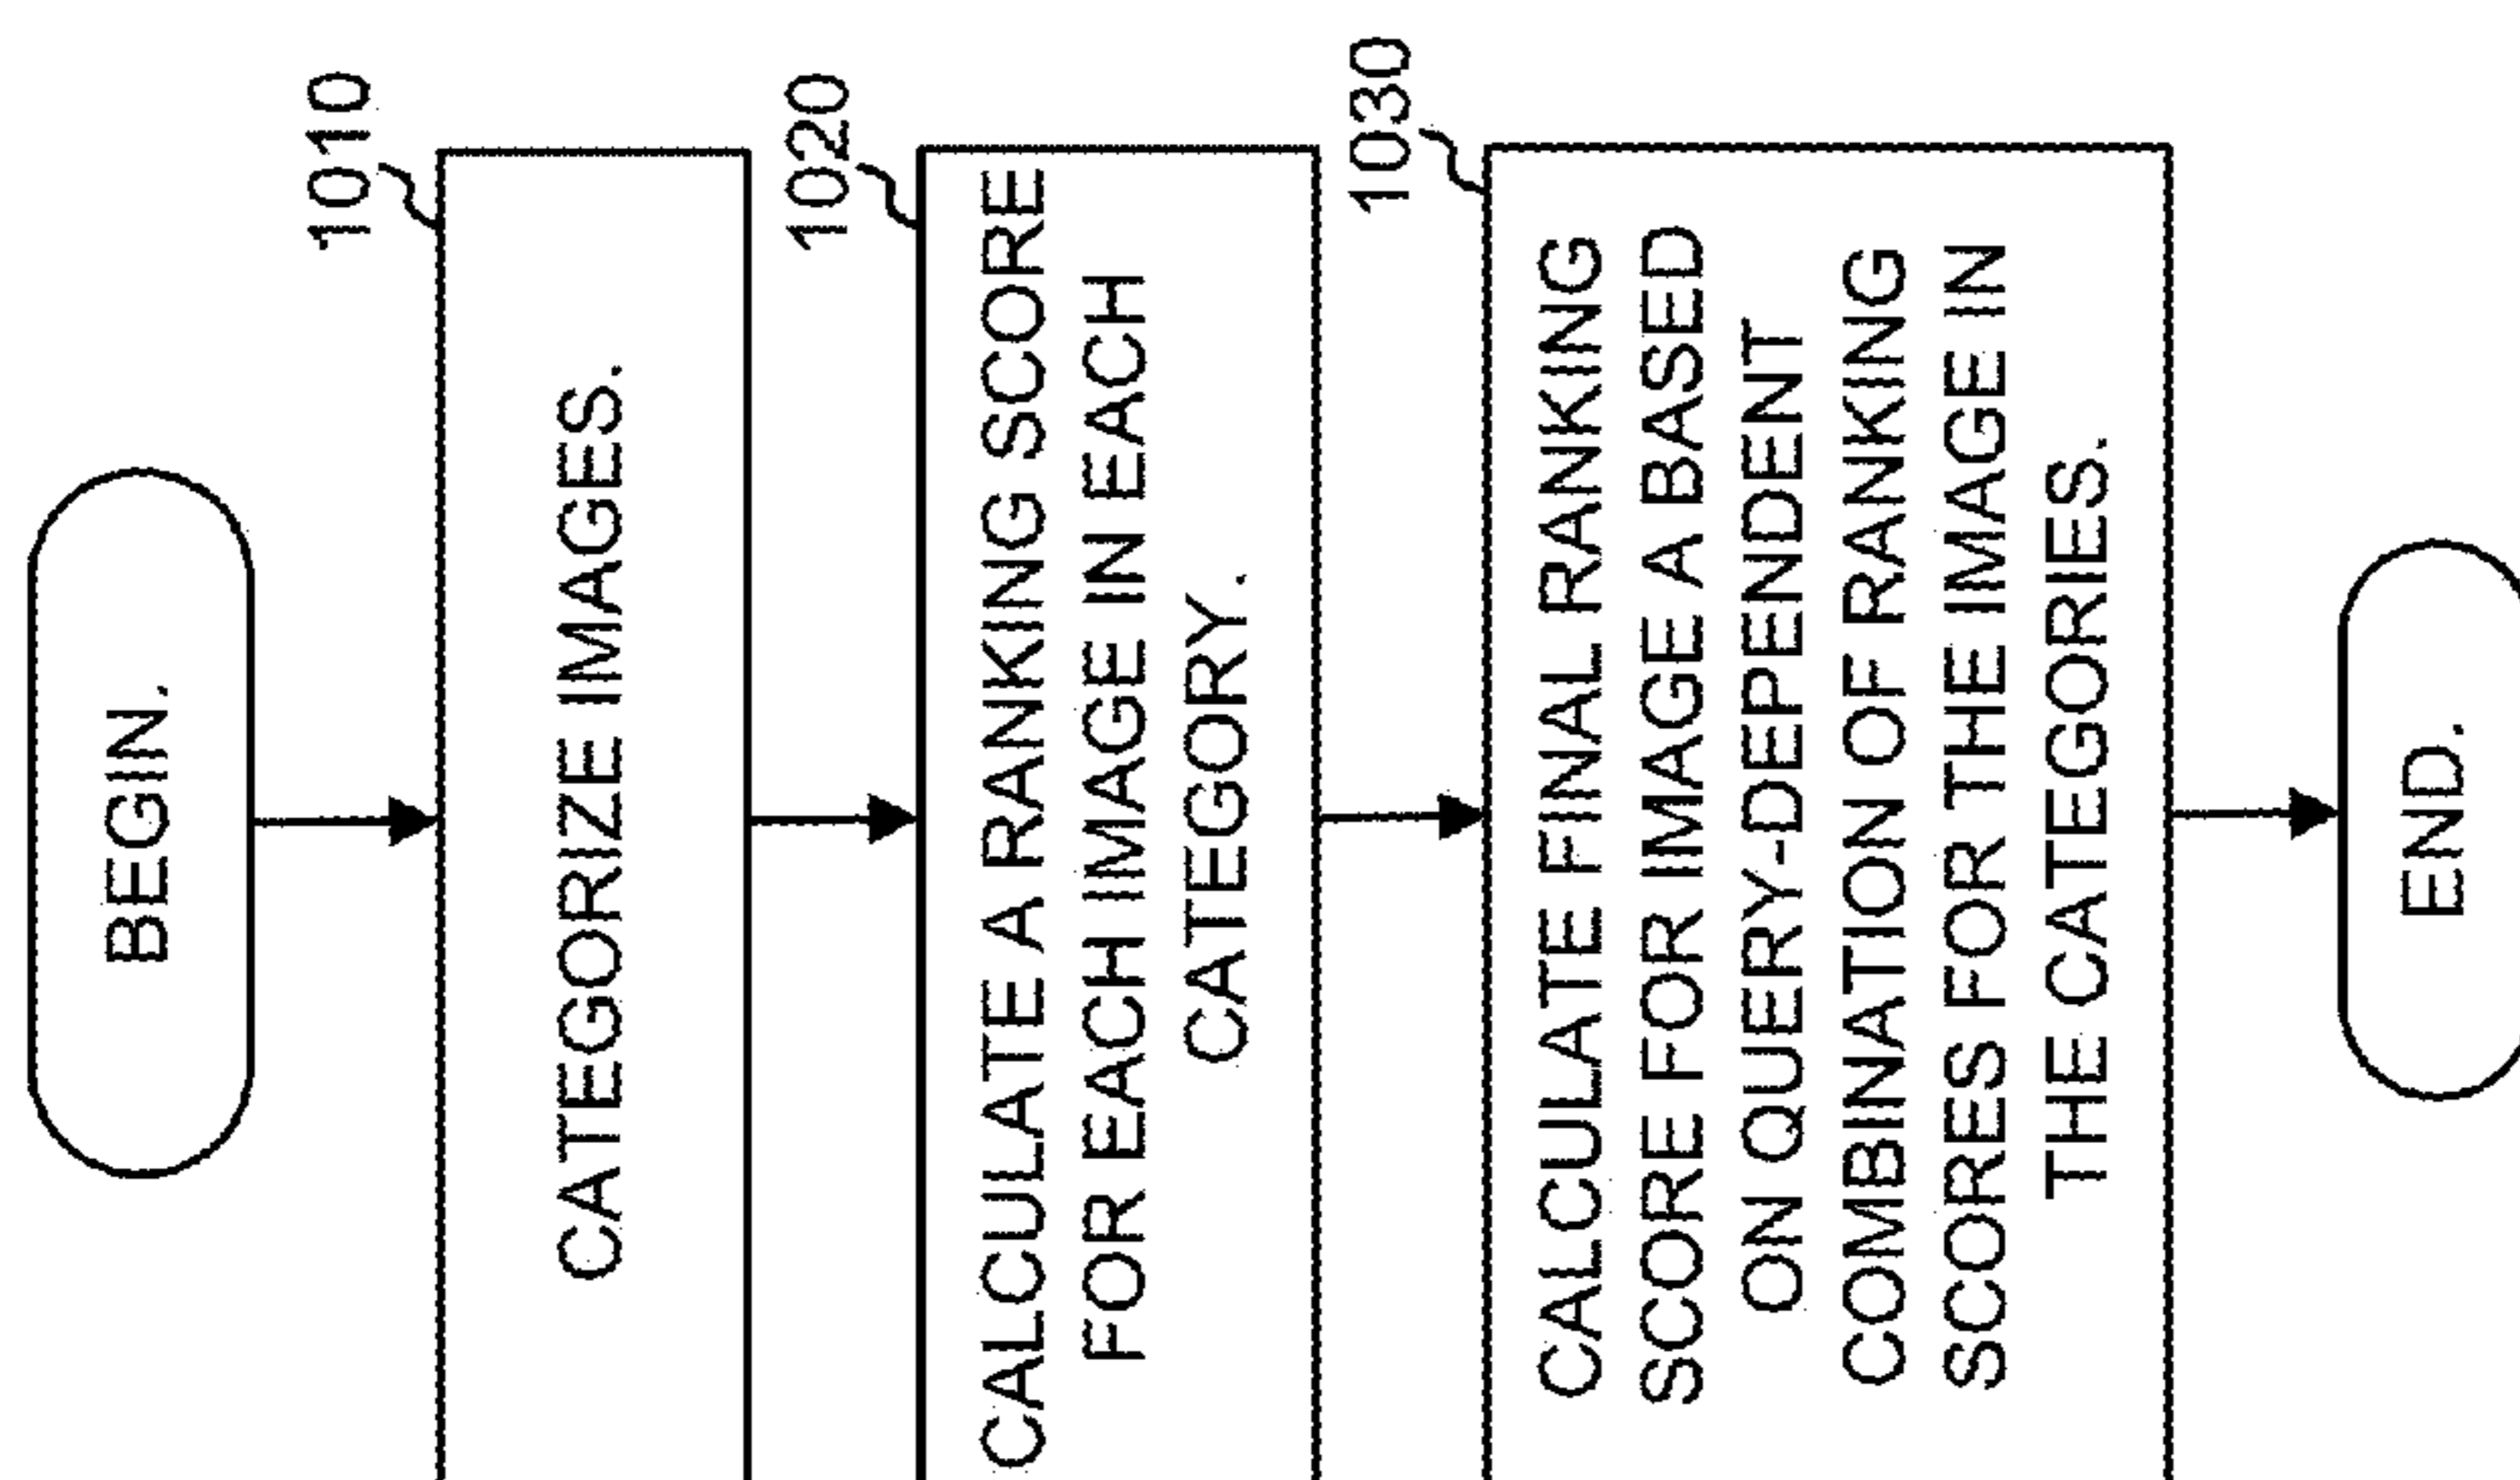 BEGIN.
1010
CATEGORIZE IMAGES.
1020
CALCULATE A RANKING SCORE
FOR EACH IMAGE IN EACH
CATEGORY.
1030
CALCULATE FINAL RANKING
SCORE FOR IMAGE A BASED
ON QUERY-DEPENDENT
COMBINATION OF RANKING
SCORES FOR THE IMAGE IN
THE CATEGORIES.
END.